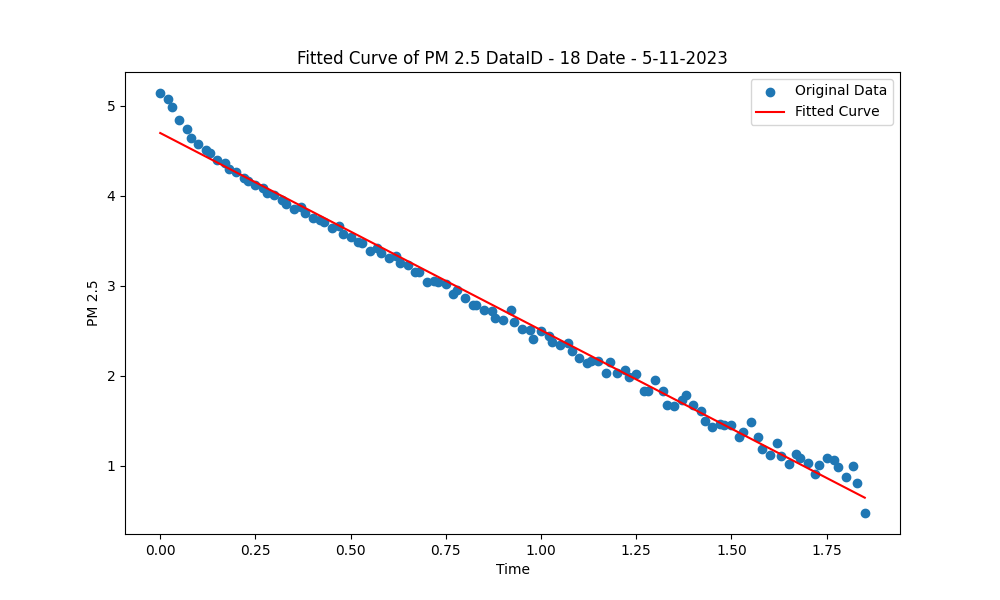 Fitted Curve of PM 2.5 DataID - 18 Date - 5-11-2023
Original Data
Fitted Curve
5
4
3
2
1
PM 2.5
0.00 0.25 0.50 0.75 1.00 1.25 1.50 1.75
Time